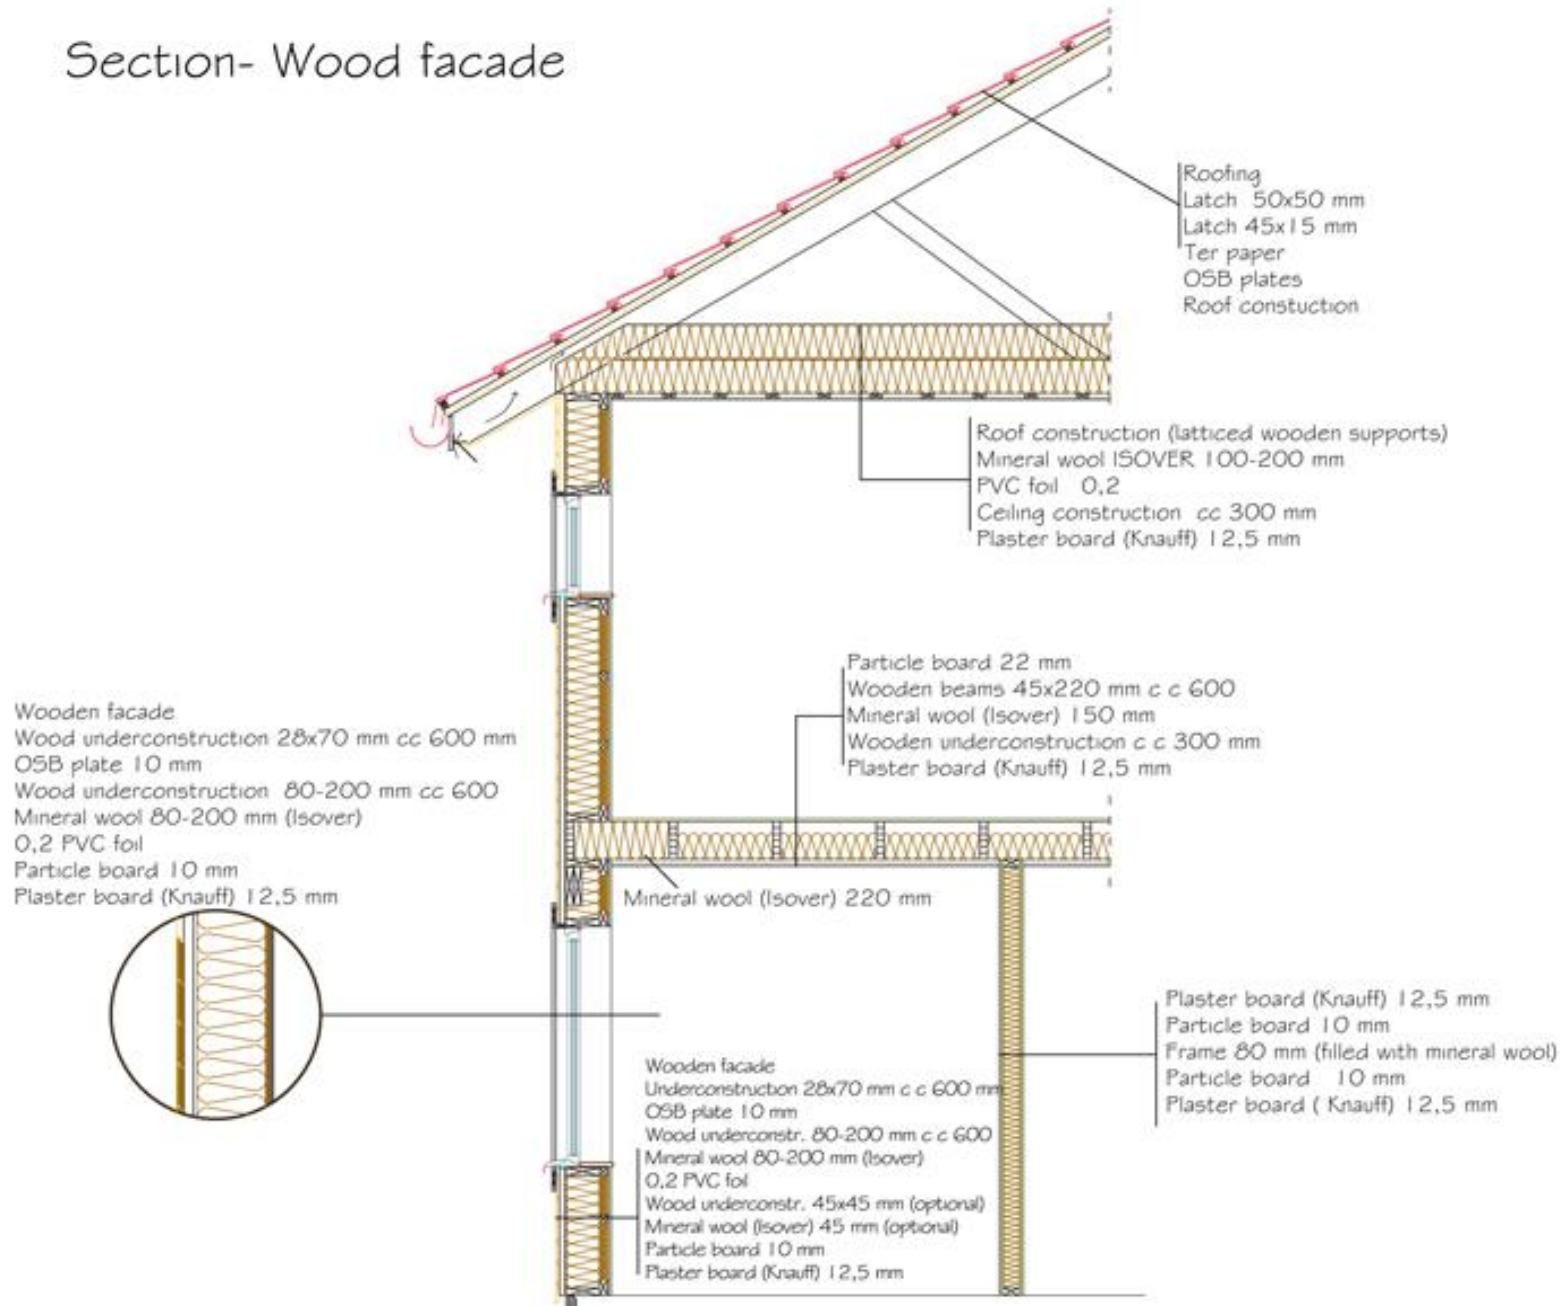 Section- Wood facade
Roofing
Latch 50x50 mm
Latch 45x15 mm
Ter paper
OSB plates
Roof constuction
Roof construction (latticed wooden supports)
Mineral wool ISOVER 100-200 mm
PVC foil 0,2
Ceiling construction cc 300 mm
Plaster board (Knauff) 12,5 mm
Particle board 22 mm
Wooden beams 45x220 mm c c 600
Mineral wool (Isover) 150 mm
Wooden underconstruction c c 300 mm
Plaster board (Knauff) 12,5 mm
Wooden facade
Wood underconstruction 28x70 mm cc 600 mm
OSB plate 10 mm
Wood underconstruction 80-200 mm cc 600
Mineral wool 80-200 mm (Isover)
0,2 PVC foil
Particle board 10 mm
Plaster board (Knauff) 12,5 mm
Mineral wool (Isover) 220 mm
Plaster board (Knauff) 12,5 mm
Particle board 10 mm
Frame 80 mm (filled with mineral wool)
Particle board 10 mm
Plaster board ( Knauff) 12,5 mm
Wooden facade
Underconstruction 28x70 mm c c 600 mm
OSB plate 10 mm
Wood underconstr. 80-200 mm c c 600
Mineral wool 80-200 mm (Isover)
0,2 PVC foil
Wood underconstr. 45x45 mm (optional)
Mineral wool (Isover) 45 mm (optional)
Particle board 10 mm
Plaster board (Knauff) 12,5 mm